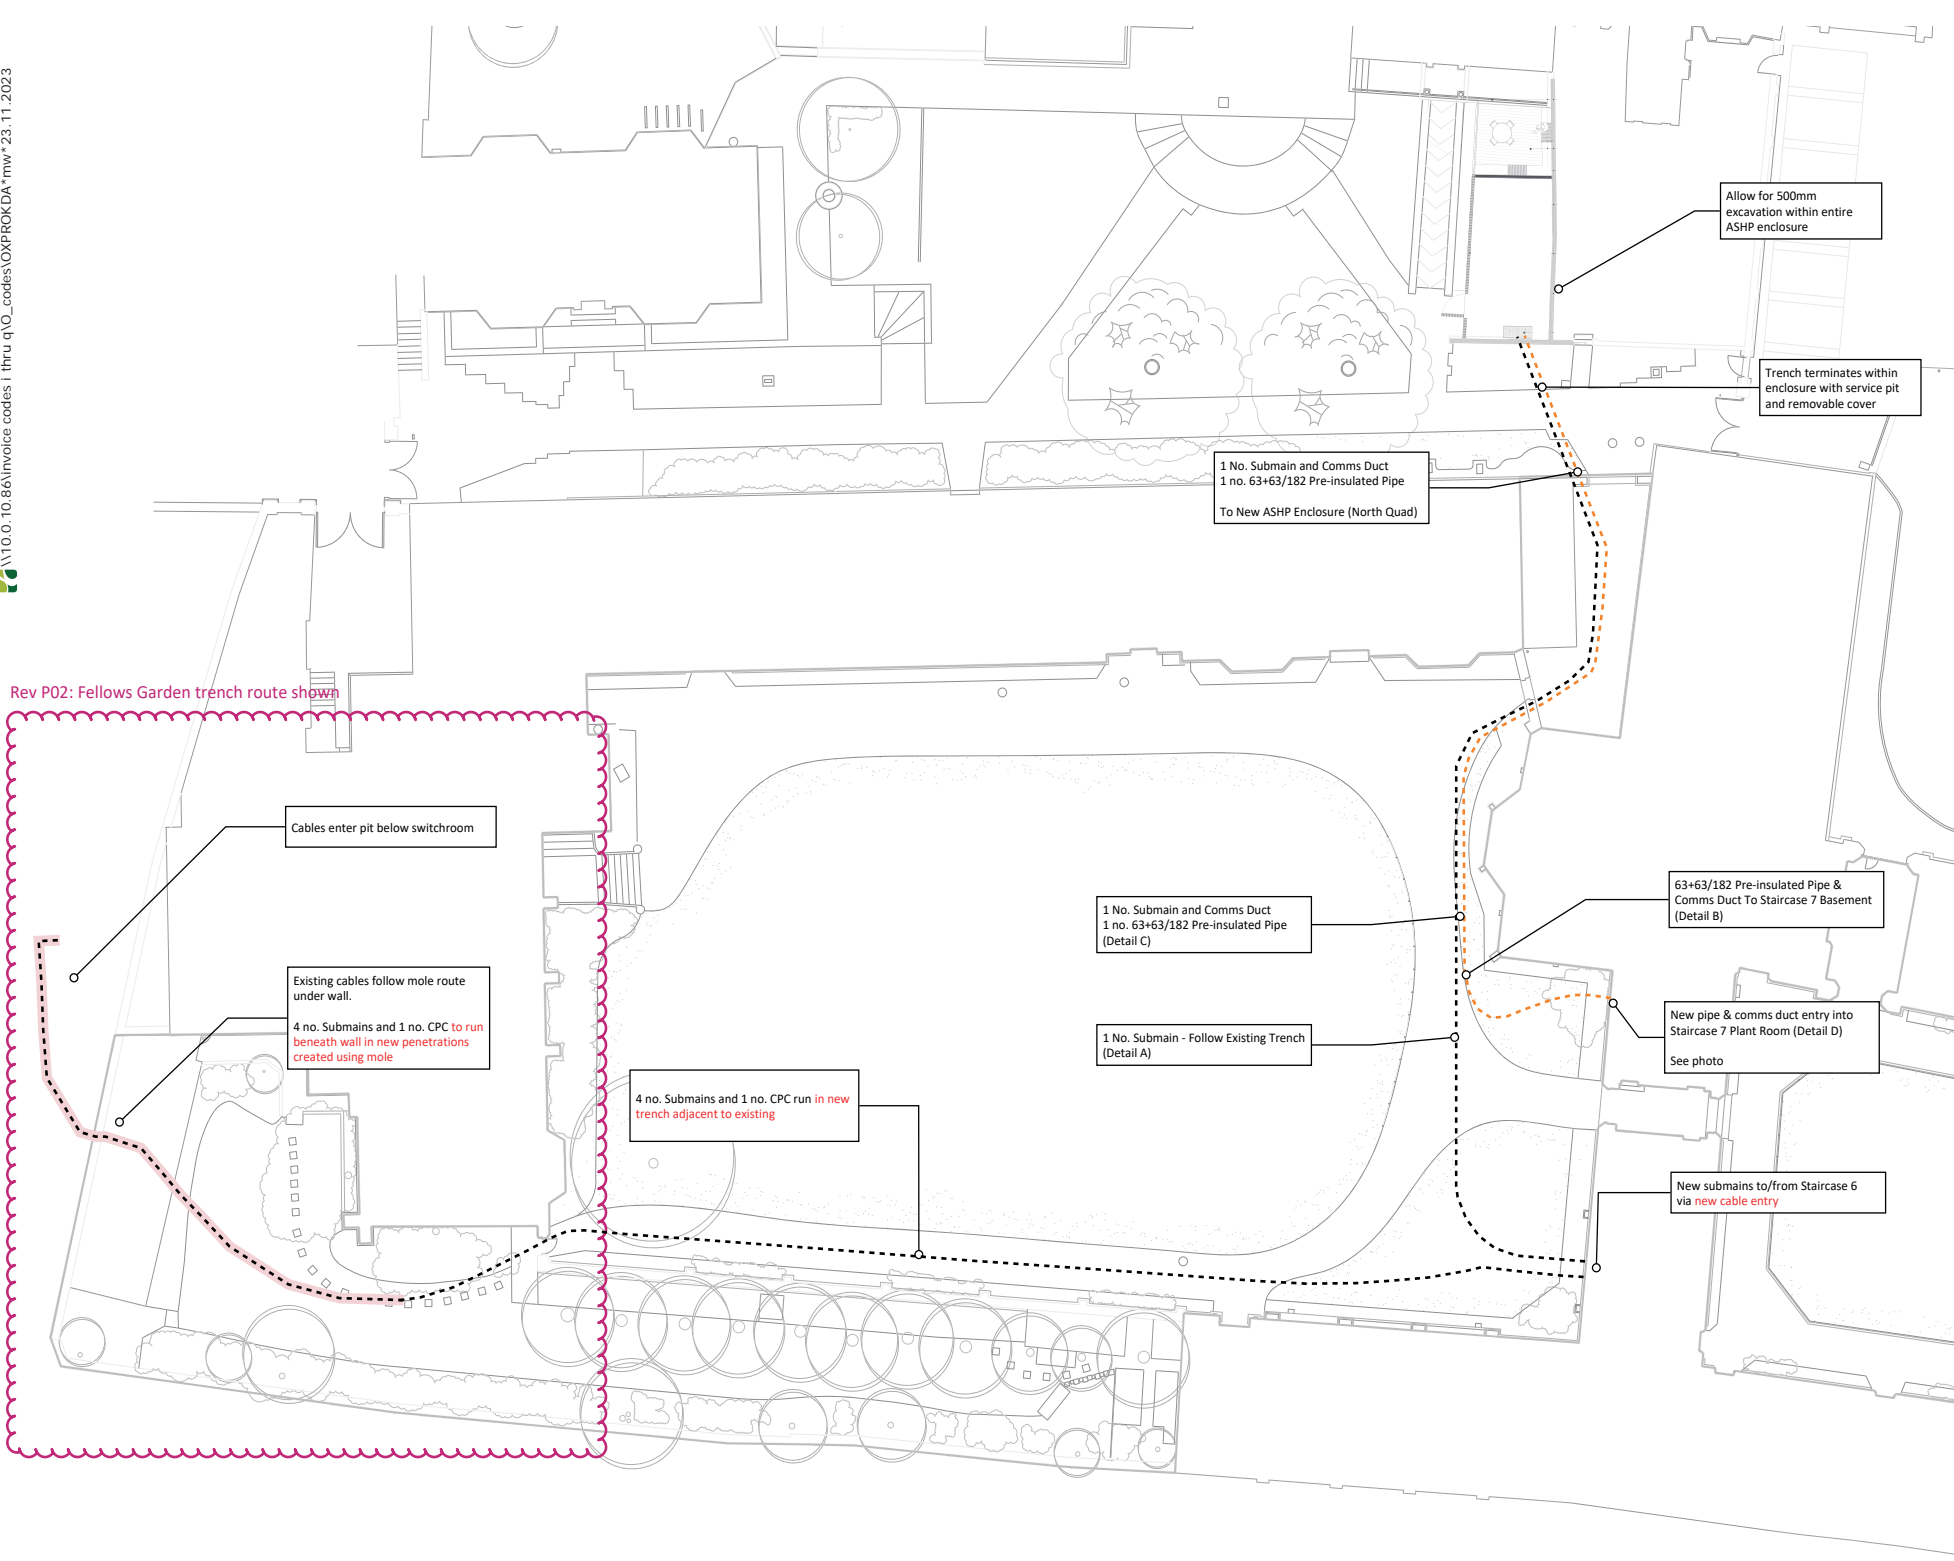 \\10.0.10.86\invoice codes i thru q\O_codes\OXPROKDA*mw*23.11.2023
Allow for 500mm
excavation within entire
ASHP enclosure
Trench terminates within
enclosure with service pit
and removable cover
1 No. Submain and Comms Duct
1 no. 63+63/182 Pre-insulated Pipe
To New ASHP Enclosure (North Quad)
Rev P02: Fellows Garden trench route shown
Cables enter pit below switchroom
63+63/182 Pre-insulated Pipe &
Comms Duct To Staircase 7 Basement
(Detail B)
1 No. Submain and Comms Duct
1 no. 63+63/182 Pre-insulated Pipe
(Detail C)
Existing cables follow mole route
under wall.
4 no. Submains and 1 no. CPC to run
beneath wall in new penetrations
created using mole
New pipe & comms duct entry into
Staircase 7 Plant Room (Detail D)
See photo
1 No. Submain - Follow Existing Trench
(Detail A)
4 no. Submains and 1 no. CPC run in new
trench adjacent to existing
New submains to/from Staircase 6
via new cable entry